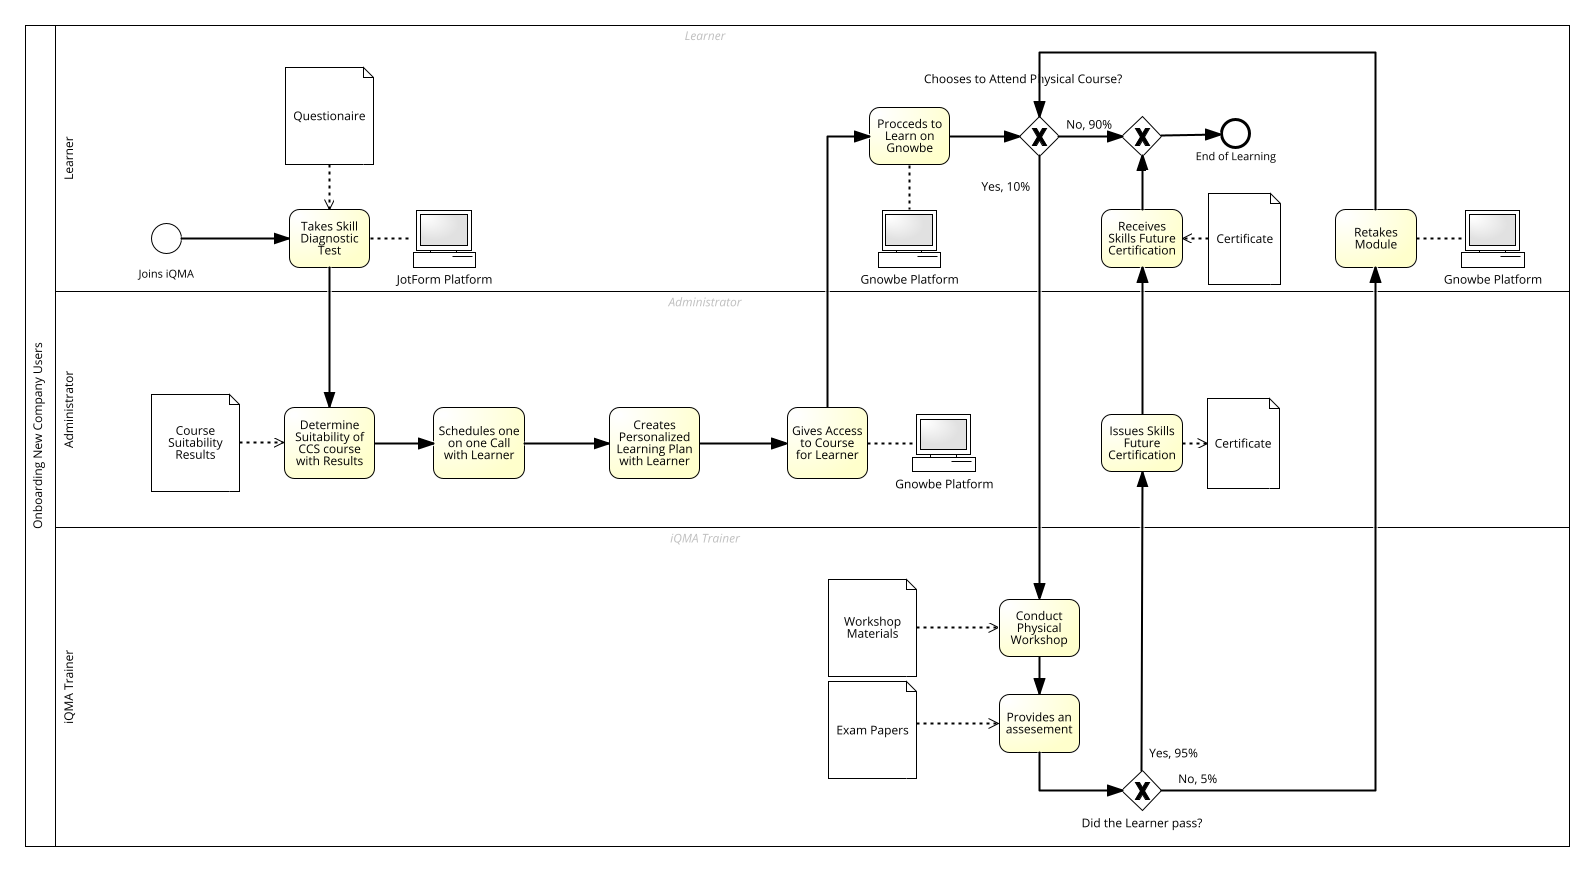 Onboarding New Company Users
Learner
Learner
Questionaire
Joins iQMA
Takes Skill
Diagnostic
Test
JotForm Platform
Procceds to
Learn on
Gnowbe
Gnowbe Platform
Chooses to Attend Physical Course?
No, 90%
Yes, 10%
End of Learning
Receives
Skills Future
Certification
Certificate
Retakes
Module
Gnowbe Platform
Administrator
Administrator
Course
Suitability
Results
Determine
Suitability of
CCS course
with Results
Schedules one
on one Call
with Learner
Creates
Personalized
Learning Plan
with Learner
Gives Access
to Course
for Learner
Gnowbe Platform
Issues Skills
Future
Certification
Certificate
iQMA Trainer
iQMA Trainer
Workshop
Materials
Conduct
Physical
Workshop
Exam Papers
Provides an
assesement
Yes, 95%
No, 5%
Did the Learner pass?